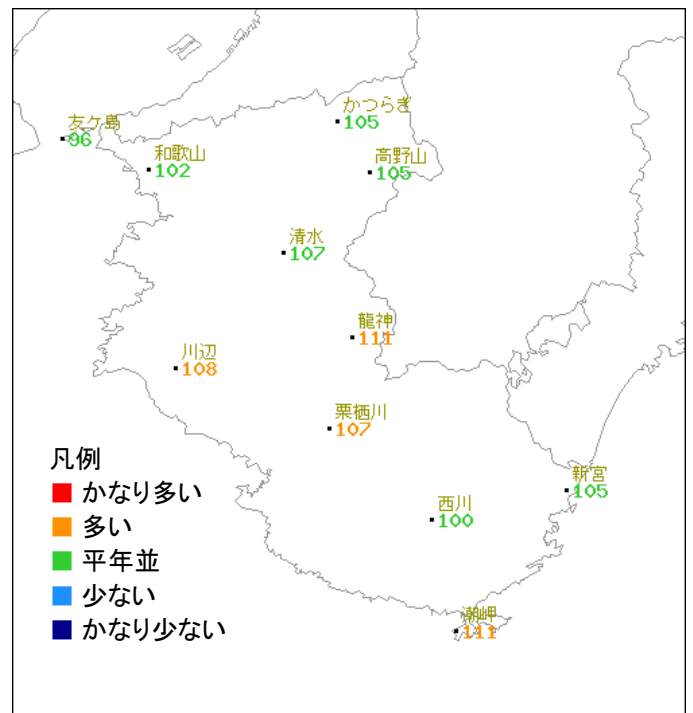 かつらぎ
105
友ケ島
96
和歌山
102
高野山
105
清水
107
龍神
111
川辺
108
栗栖川
107
凡例
かなり多い
多い
平年並
少ない
かなり少ない
新宮
105
西川
100
潮岬
111